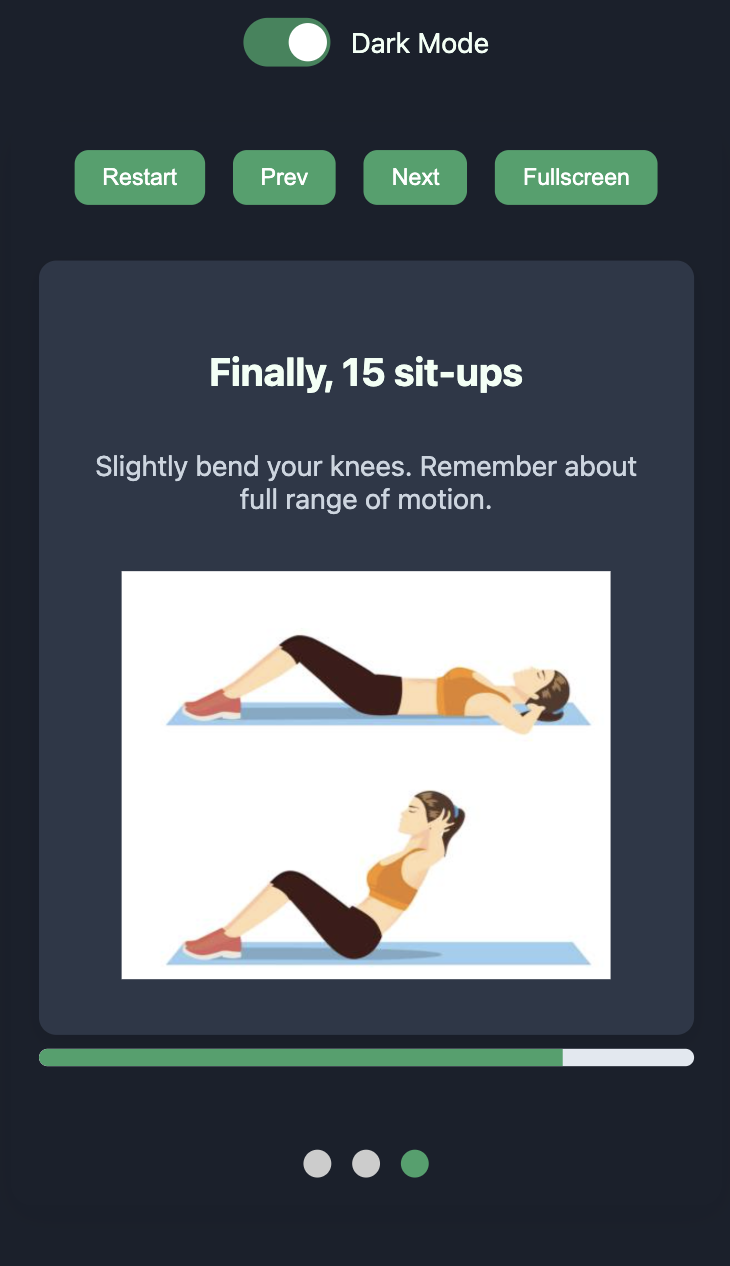 Dark Mode
Restart Prev Next Fullscreen
Finally, 15 sit-ups
Slightly bend your knees. Remember about
full range of motion.